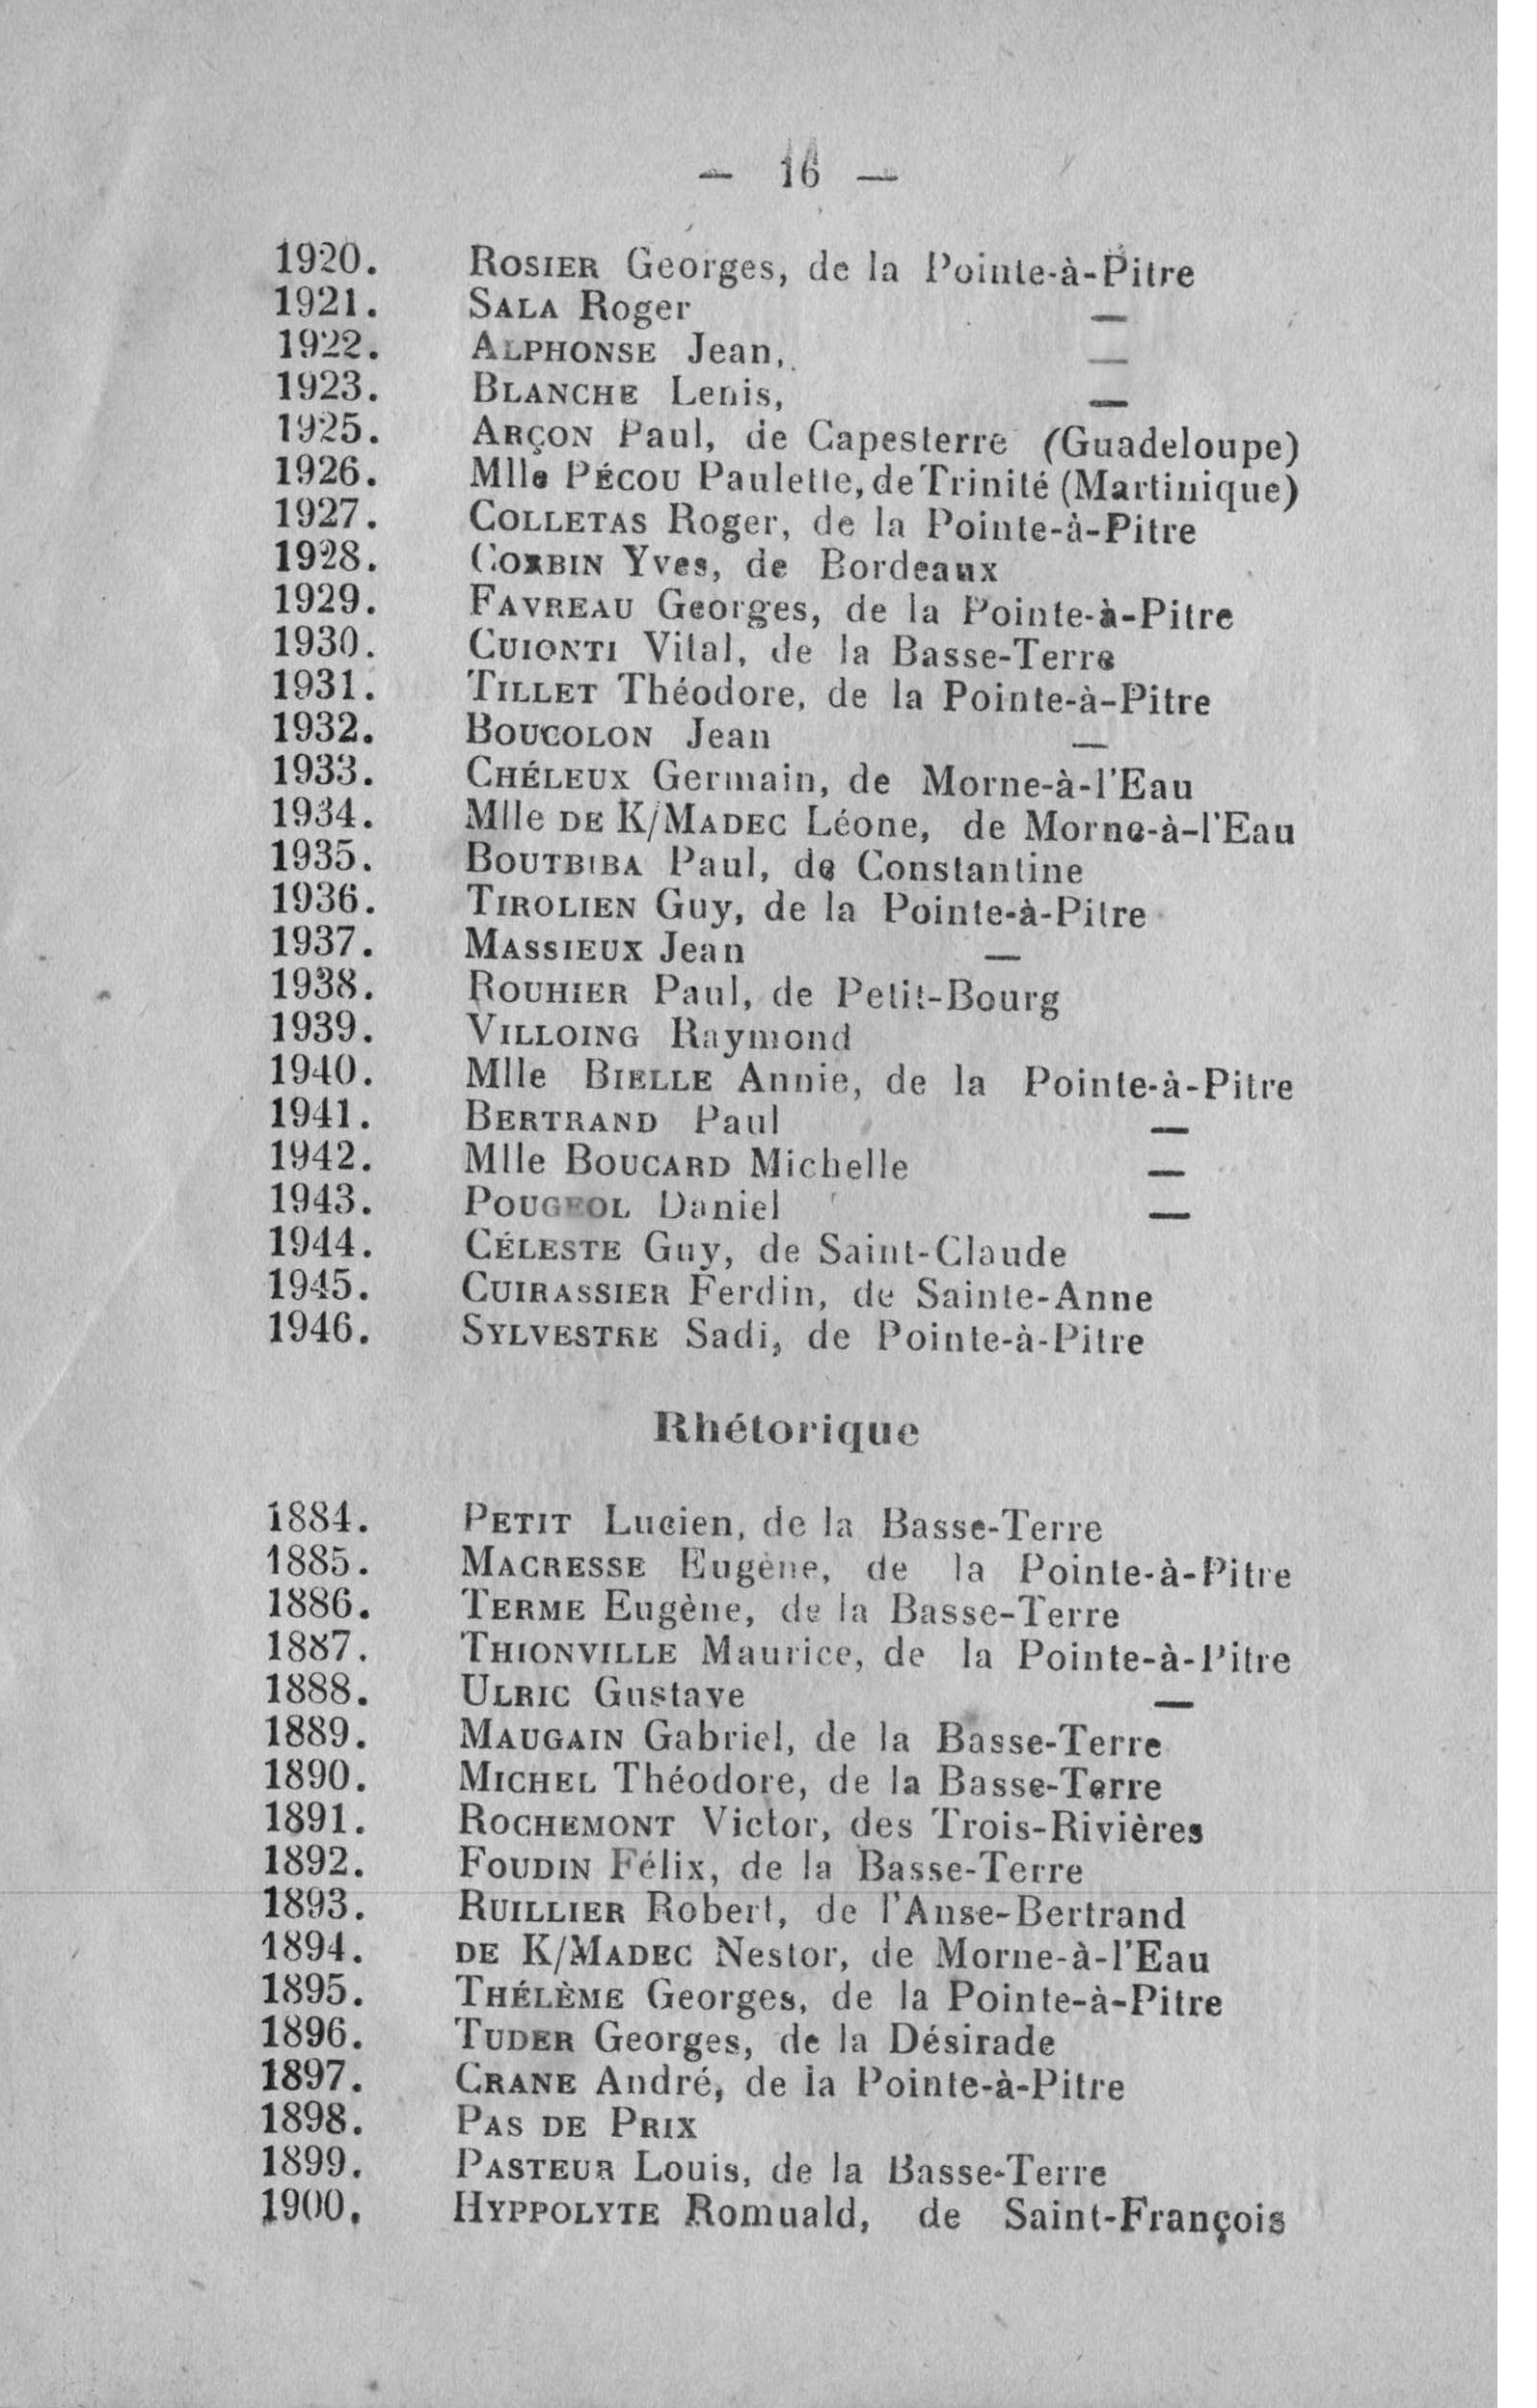 — 16 —
1920. ROSIER Georges, de la Pointe-à-Pitre
1921. SALA Roger —
1922. ALPHONSE Jean, —
1923. BLANCHE Lenis, —
1925. ARÇON Paul, de Capesterre (Guadeloupe)
1926. Mlle PÉCOU Paulette, de Trinité (Martinique)
1927. COLLETAS Roger, de la Pointe-à-Pitre
1928. CORBIN Yves, de Bordeaux
1929. FAVREAU Georges, de la Pointe-à-Pitre
1930. CUIONTI Vital, de la Basse-Terre
1931. TILLET Théodore, de la Pointe-à-Pitre
1932. BOUCOLON Jean —
1933. CHÉLEUX Germain, de Morne-à-l'Eau
1934. Mlle DE K/MADEC Léone, de Morne-à-l'Eau
1935. BOUTBIBA Paul, de Constantine
1936. TIROLIEN Guy, de la Pointe-à-Pitre
1937. MASSIEUX Jean —
1938. ROUHIER Paul, de Petit-Bourg
1939. VILLOING Raymond
1940. Mlle BIELLE Annie, de la Pointe-à-Pitre
1941. BERTRAND Paul —
1942. Mlle BOUCARD Michelle —
1943. POUGEOL Daniel —
1944. CÉLESTE Guy, de Saint-Claude
1945. CUIRASSIER Ferdin, de Sainte-Anne
1946. SYLVESTRE Sadi, de Pointe-à-Pitre
Rhétorique
1884. PETIT Lucien, de la Basse-Terre
1885. MACRESSE Eugène, de la Pointe-à-Pitre
1886. TERME Eugène, de la Basse-Terre
1887. THIONVILLE Maurice, de la Pointe-à-Pitre
1888. ULRIC Gustave —
1889. MAUGAIN Gabriel, de la Basse-Terre
1890. MICHEL Théodore, de la Basse-Terre
1891. ROCHEMONT Victor, des Trois-Rivières
1892. FOUDIN Félix, de la Basse-Terre
1893. RUILLIER Robert, de l'Anse-Bertrand
1894. DE K/MADEC Nestor, de Morne-à-l'Eau
1895. THÉLÈME Georges, de la Pointe-à-Pitre
1896. TUDER Georges, de la Désirade
1897. CRANE André, de la Pointe-à-Pitre
1898. PAS DE PRIX
1899. PASTEUR Louis, de la Basse-Terre
1900. HYPPOLYTE Romuald, de Saint-François